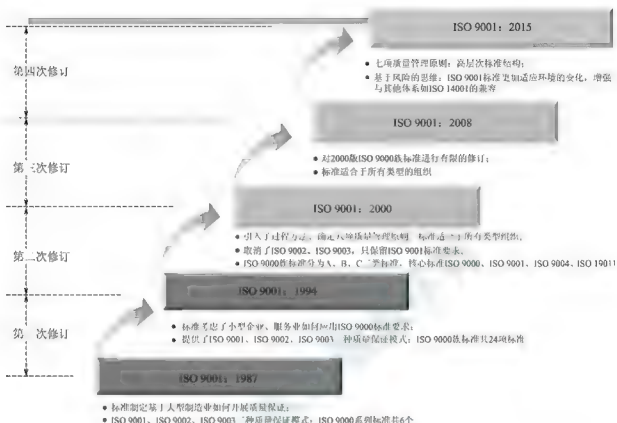 ISO 9001：2015
● 七项质量管理原则；高层次标准结构；
● 基于风险的思维；ISO 9001标准更加适应环境的变化，增强
与其他体系如ISO 14001的兼容
第四次修订
ISO 9001：2008
● 对2000版ISO 9000族标准进行有限的修订；
● 标准适合于所有类型的组织
第三次修订
ISO 9001：2000
● 引入了过程方法，确定八项质量管理原则，标准适于所有类型组织，
● 取消了ISO 9002、ISO 9003，只保留ISO 9001标准要求。
● ISO 9000族标准分为A、B、C三类标准，核心标准ISO 9000、ISO 9001、ISO 9004、ISO 19011
第二次修订
ISO 9001：1994
● 标准考虑了小型企业、服务业如何应用ISO 9000标准要求；
● 提供了ISO 9001、ISO 9002、ISO 9003三种质量保证模式；ISO 9000族标准共24项标准
第一次修订
ISO 9001：1987
● 标准制定基于大型制造业如何开展质量保证；
● ISO 9001、ISO 9002、ISO 9003三种质量保证模式；ISO 9000系列标准共6个